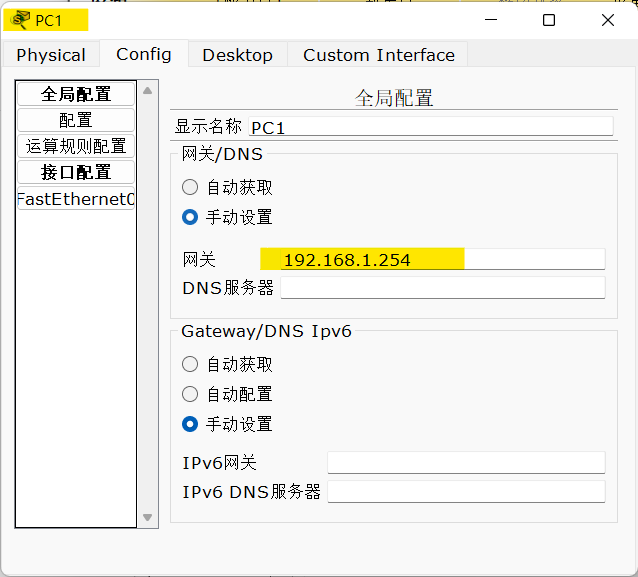 PC1
Physical Config Desktop Custom Interface
全局配置
配置
运算规则配置
接口配置
FastEthernet0
全局配置
显示名称 PC1
网关/DNS
自动获取
手动设置
网关 192.168.1.254
DNS服务器
Gateway/DNS Ipv6
自动获取
自动配置
手动设置
IPv6网关
IPv6 DNS服务器